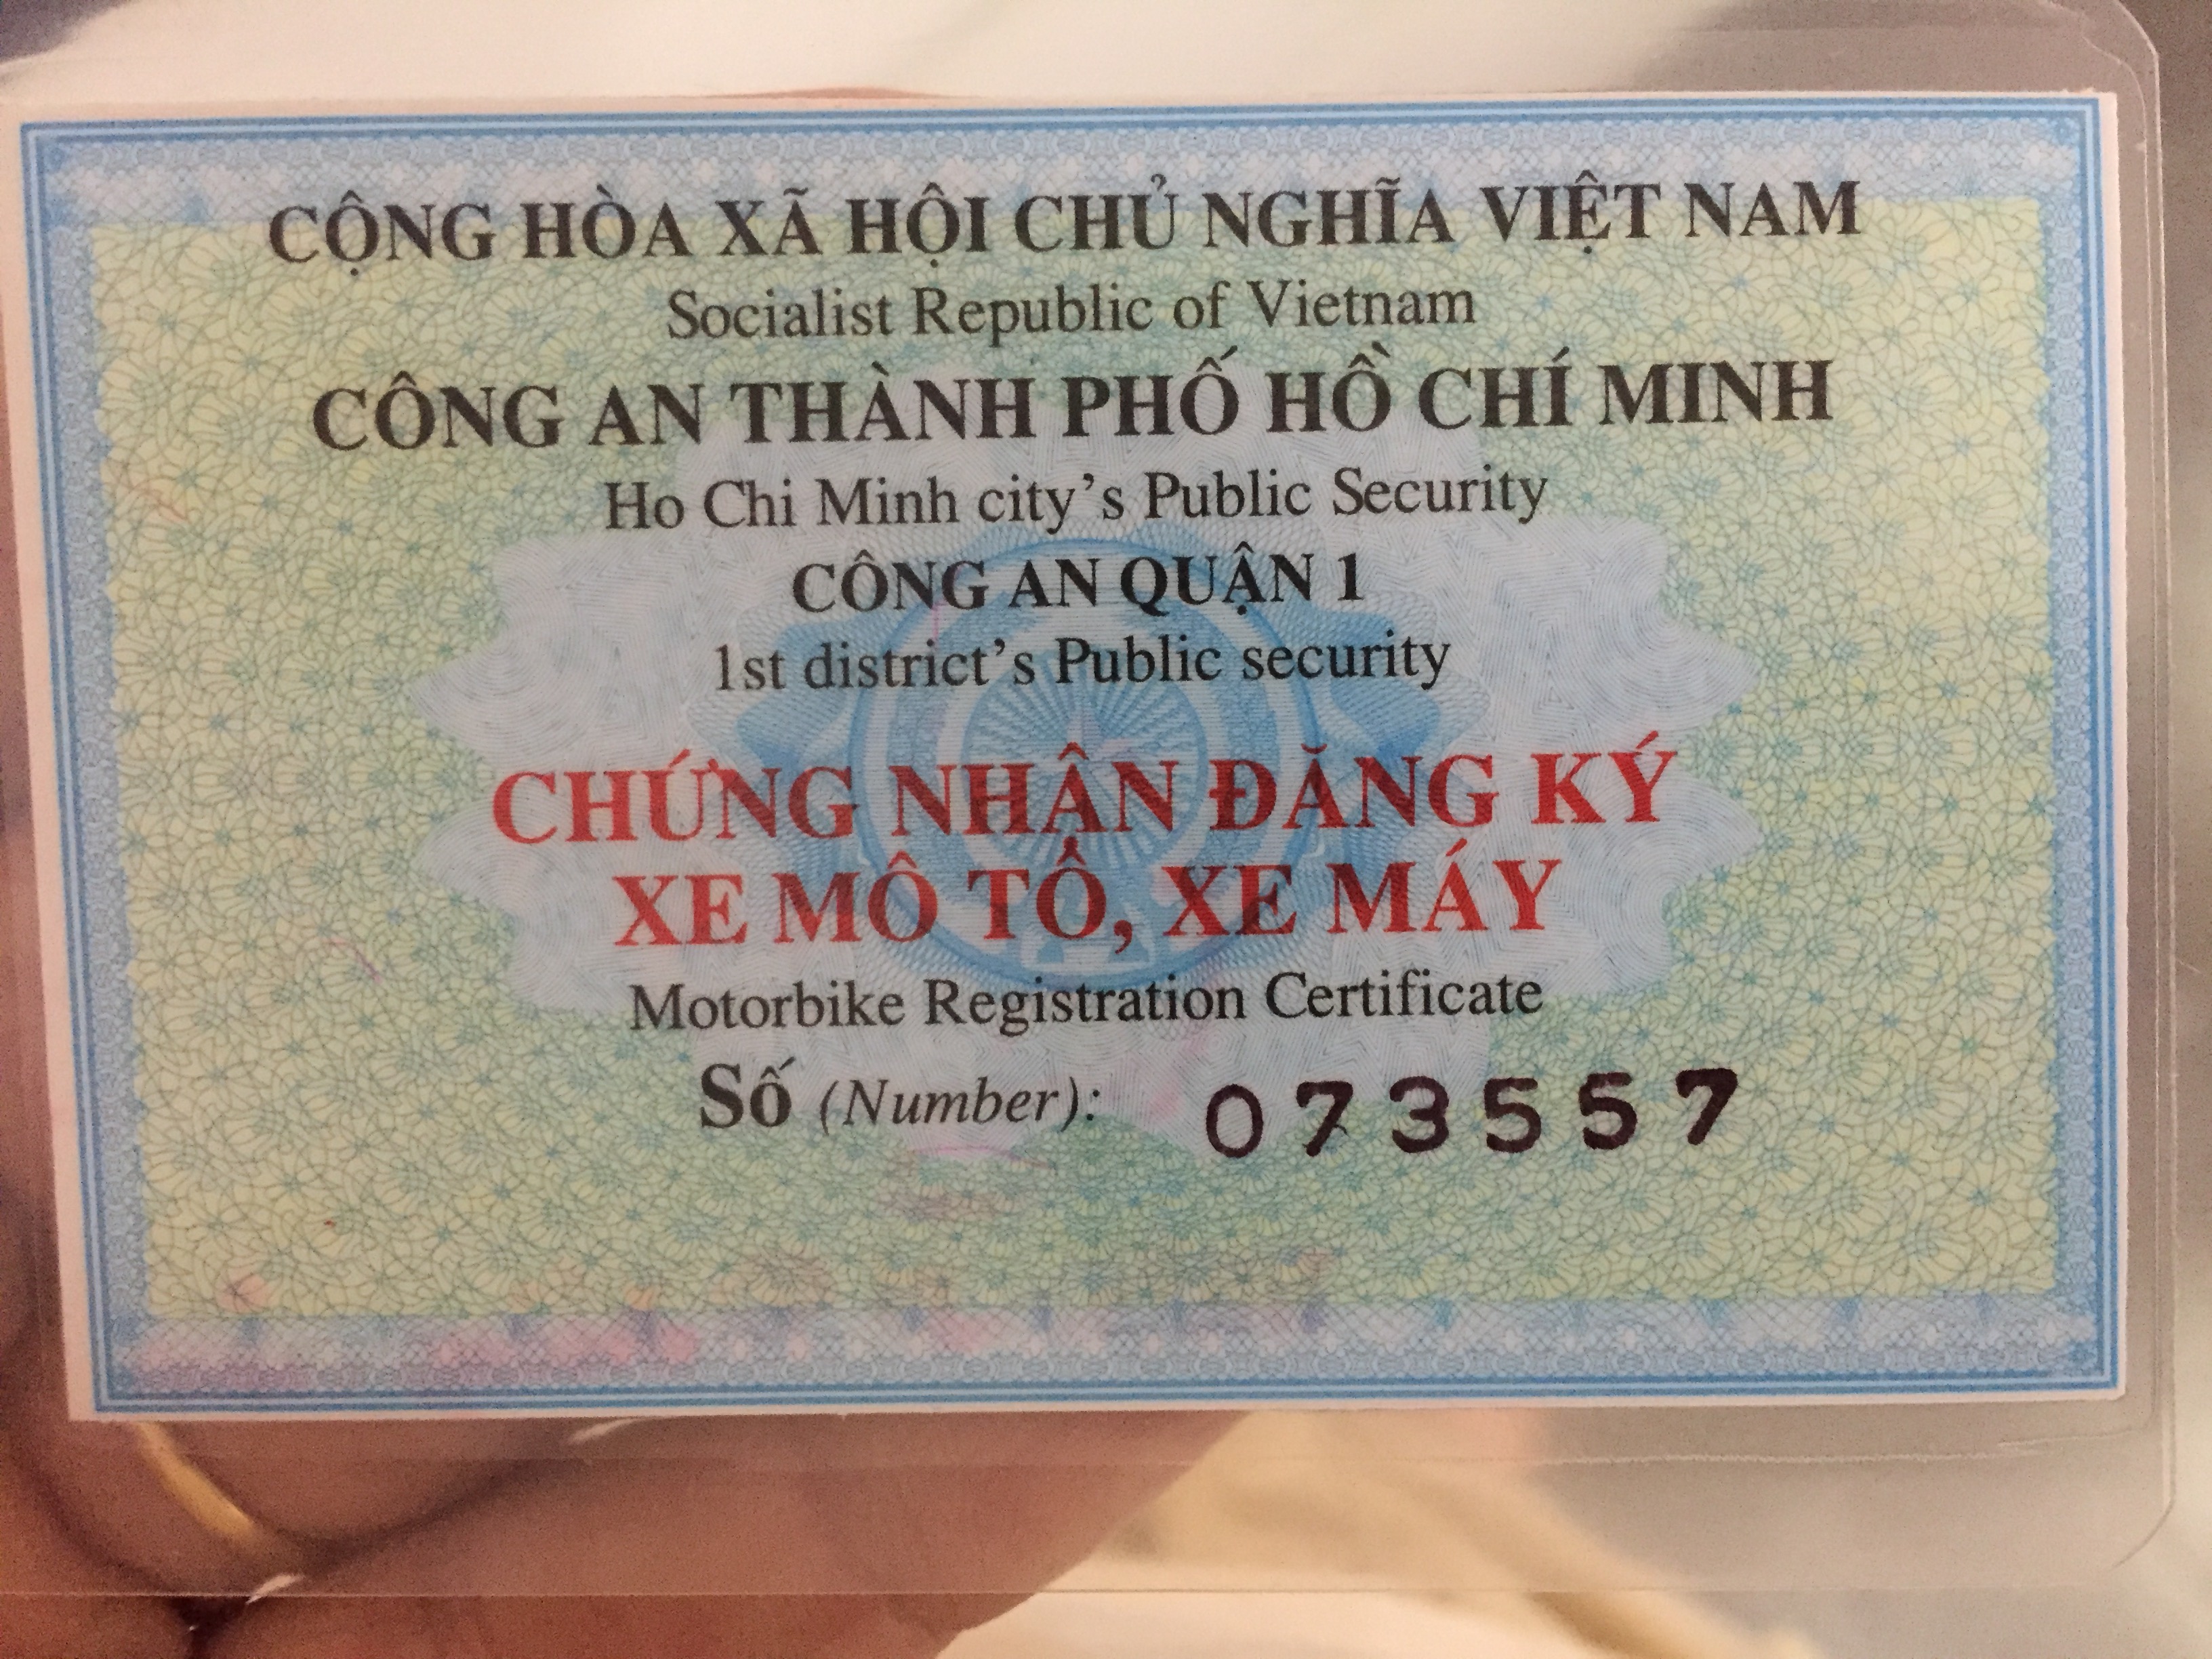 CỘNG HÒA XÃ HỘI CHỦ NGHĨA VIỆT NAM
Socialist Republic of Vietnam
CÔNG AN THÀNH PHỐ HỒ CHÍ MINH
Ho Chi Minh city's Public Security
CÔNG AN QUẬN 1
1st district's Public security
CHỨNG NHẬN ĐĂNG KÝ
XE MÔ TÔ, XE MÁY
Motorbike Registration Certificate
Số (Number): 073557